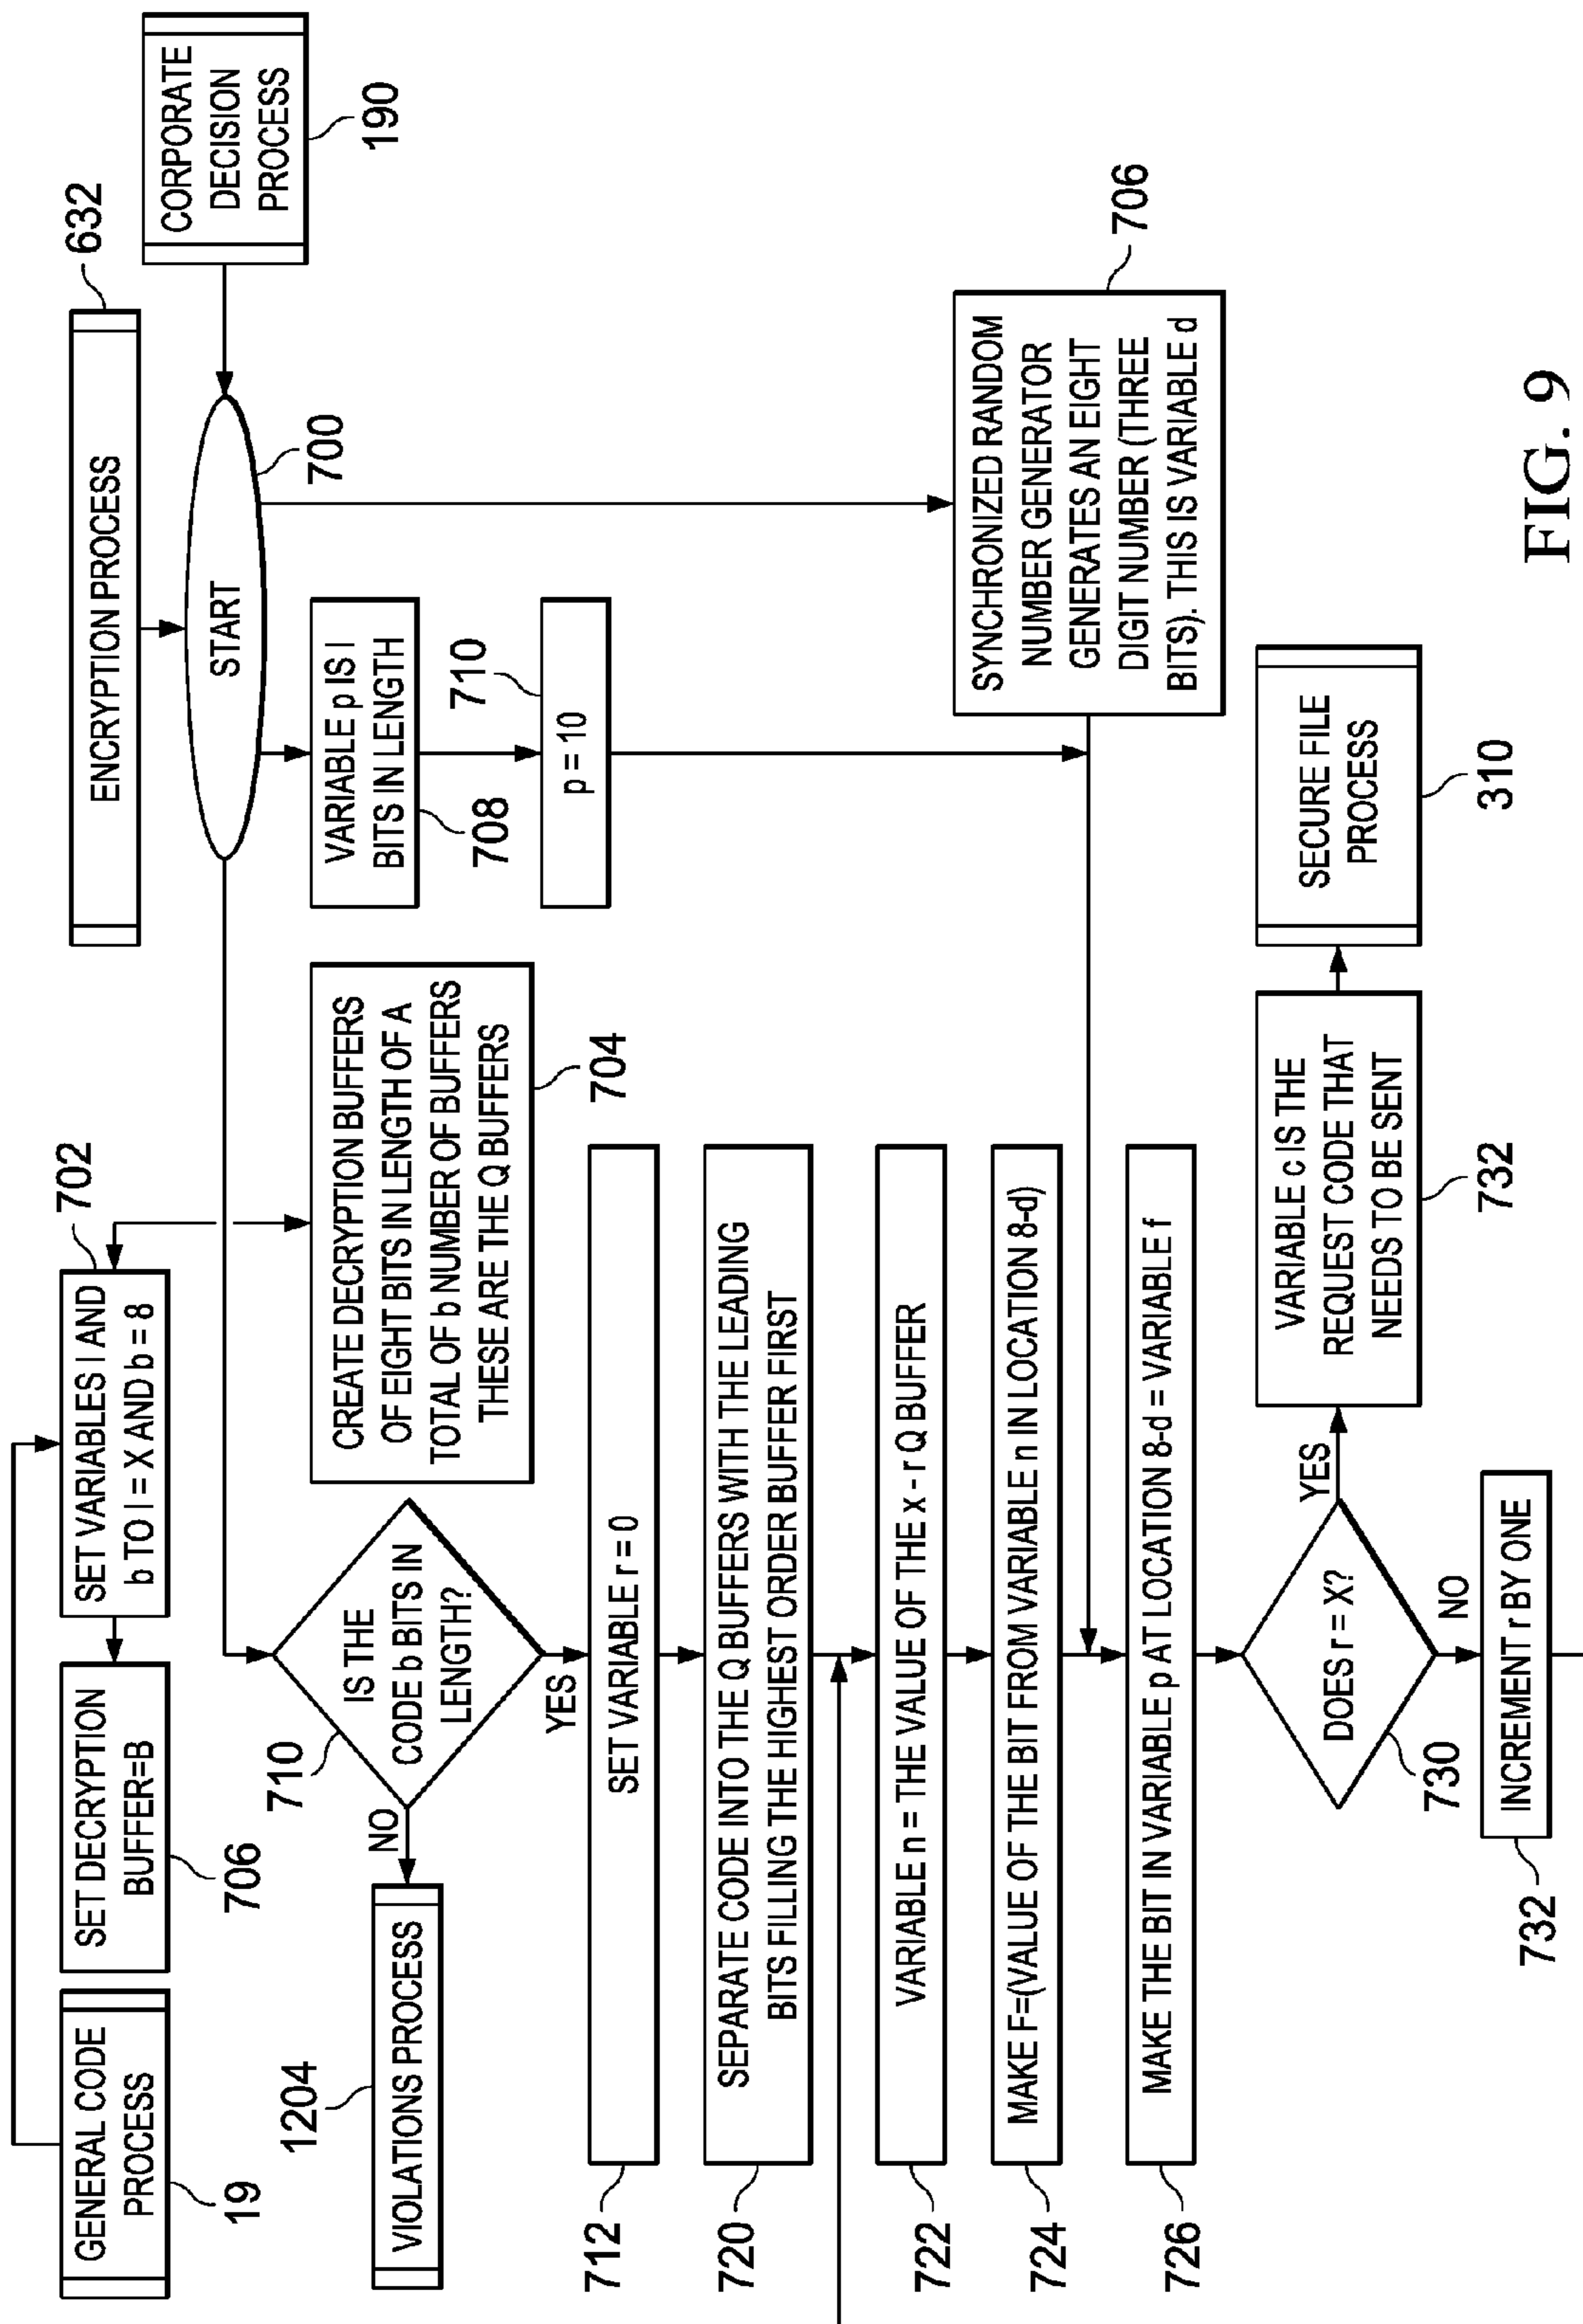 GENERAL CODE
PROCESS
19
SET DECRYPTION
BUFFER=B
706
SET VARIABLES l AND
b TO l = X AND b = 8
702
ENCRYPTION PROCESS
632
CORPORATE
DECISION
PROCESS
190
START
700
VIOLATIONS PROCESS
1204
NO
IS THE
CODE b BITS IN
LENGTH?
710
YES
CREATE DECRYPTION BUFFERS
OF EIGHT BITS IN LENGTH OF A
TOTAL OF b NUMBER OF BUFFERS
THESE ARE THE Q BUFFERS
704
VARIABLE p IS l
BITS IN LENGTH
708
p = 10
710
SET VARIABLE r = 0
712
SEPARATE CODE INTO THE Q BUFFERS WITH THE LEADING
BITS FILLING THE HIGHEST ORDER BUFFER FIRST
720
VARIABLE n = THE VALUE OF THE x - r Q BUFFER
722
MAKE F=(VALUE OF THE BIT FROM VARIABLE n IN LOCATION 8-d)
724
SYNCHRONIZED RANDOM
NUMBER GENERATOR
GENERATES AN EIGHT
DIGIT NUMBER (THREE
BITS). THIS IS VARIABLE d
706
MAKE THE BIT IN VARIABLE p AT LOCATION 8-d = VARIABLE f
726
DOES r = X?
730
YES
VARIABLE c IS THE
REQUEST CODE THAT
NEEDS TO BE SENT
732
SECURE FILE
PROCESS
310
NO
INCREMENT r BY ONE
732
FIG. 9